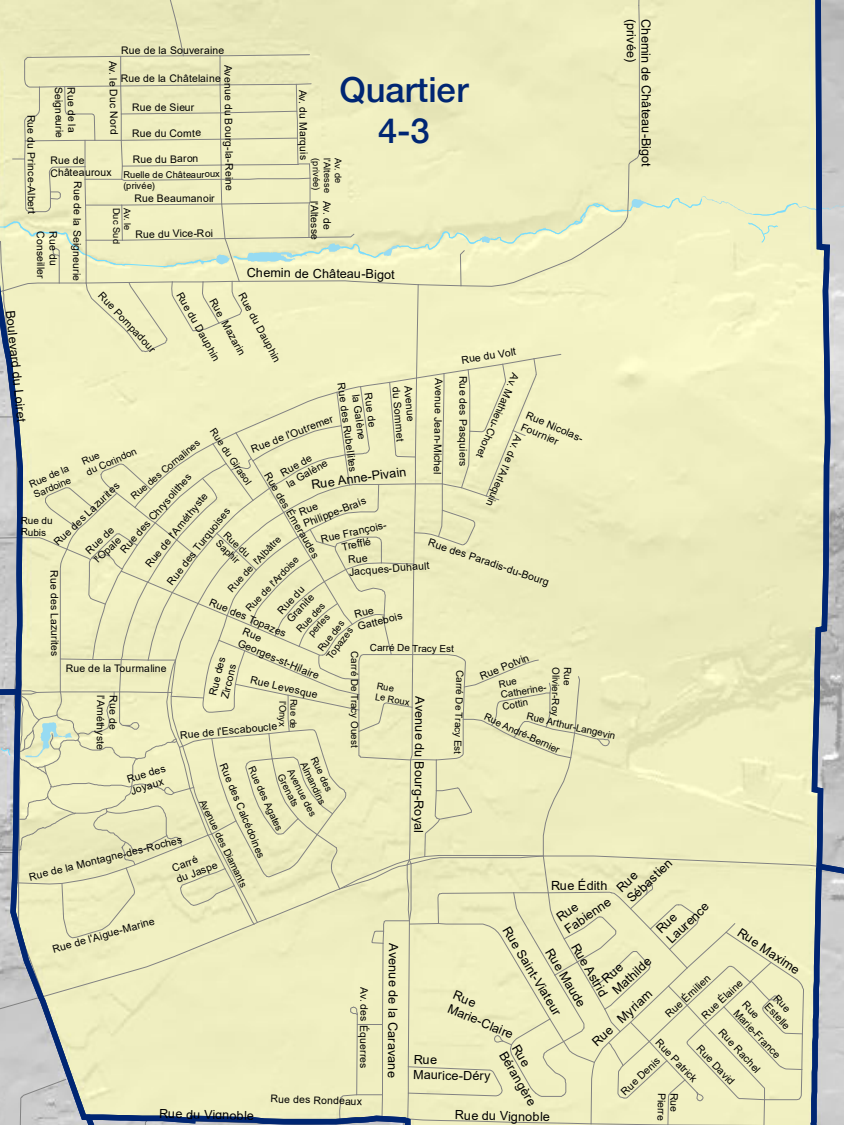 Quartier
4-3
Chemin de Château-Bigot
(privée)
Rue de la Souveraine
Av. le Duc Nord
Rue de la Châtelaine
Avenue du Bourg-la-Reine
Rue de la
Seigneurie
Rue de Sieur
Av. du Marquis
Rue du Prince-Albert
Rue du Comte
Rue de
Châteauroux
Rue du Baron
Av. de
l'Altesse
(privée)
Ruelle de Châteauroux
(privée)
Rue de la Seigneurie
Rue Beaumanoir
Av. le
Duc Sud
Av. de
l'Altesse
Rue du Vice-Roi
Rue du
Conseiller
Chemin de Château-Bigot
Rue Pompadour
Rue du Dauphin
Rue Mazarin
Rue du Dauphin
Boulevard du Loiret
Rue du Volt
Rue des Rubellites
Rue de
la Galène
Avenue
du Sommet
Avenue Jean-Michel
Rue des Pasquiers
Av. Mathieu-Choret
Av. de l'Arlequin
Rue Nicolas-
Fournier
Rue de l'Outremer
Rue du Girasol
Rue de
la Galène
Rue Anne-Pivain
Rue de la
Sardoine
Rue
du Corindon
Rue des Cornalines
Rue des Lazurites
Rue des Chrysolithes
Rue des Émeraudes
Rue
Philippe-Brais
Rue du
Rubis
Rue de
l'Opale
Rue de l'Améthyste
Rue des Turquoises
Rue du
Saphir
Rue de l'Albâtre
Rue François-
Trefflé
Rue
Jacques-Duhault
Rue des Paradis-du-Bourg
Rue de l'Ardoise
Rue des Lazurites
Rue des Topazes
Rue du
Granite
Rue des
perles
Rue des
Topazes
Rue
Gattebois
Rue
Georges-st-Hilaire
Carré De Tracy Est
Rue de la Tourmaline
Rue des
Zircons
Rue Levesque
Carré De Tracy Ouest
Rue
Le Roux
Carré De Tracy Est
Rue Potvin
Rue
Catherine-
Cottin
Rue
Olivier-Roy
Rue Arthur-Langevin
Rue André-Bernier
Rue de
l'Améthyste
Rue de
l'Onyx
Rue de l'Escaboucle
Avenue du Bourg-Royal
Rue des
Joyaux
Rue des Calcédoines
Rue des Agates
Avenue des
Grenats
Rue des
Almandins
Avenue des Diamants
Rue de la Montagne-des-Roches
Carré
du Jaspe
Rue de l'Aigue-Marine
Rue Édith
Rue
Sébastien
Rue
Fabienne
Rue
Laurence
Rue Maxime
Rue Saint-Viateur
Rue Maude
Rue Astrid
Rue
Mathilde
Avenue de la Caravane
Av. des Équerres
Rue
Marie-Claire
Rue Myriam
Rue Émilien
Rue Élaine
Rue
Estelle
Rue
Marie-France
Rue
Bérangère
Rue Rachel
Rue Patrick
Rue David
Rue Denis
Rue
Maurice-Déry
Rue
Pierre
Rue des Rondeaux
Rue du Vignoble
Rue du Vignoble